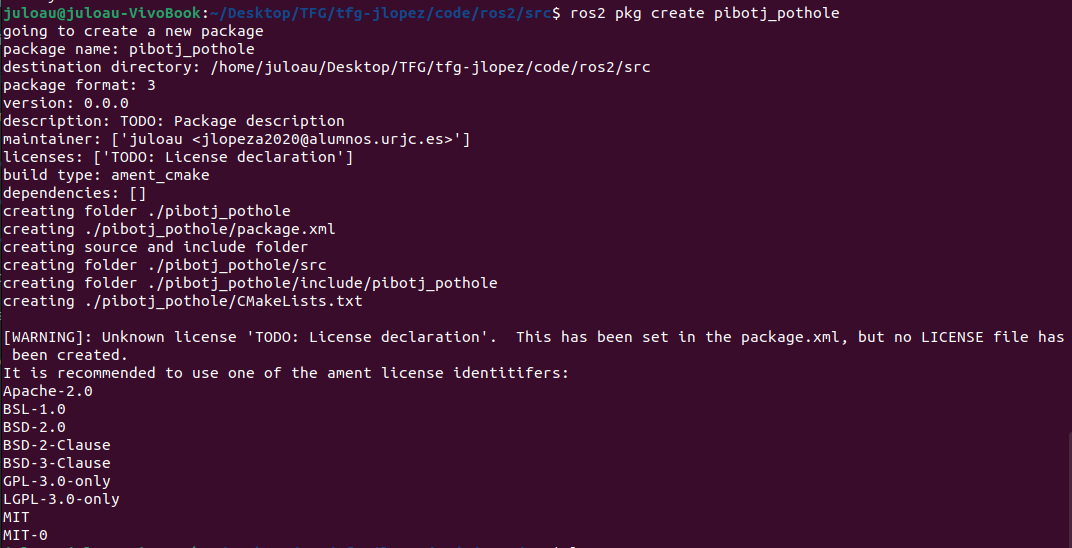 juloau@juloau-VivoBook:~/Desktop/TFG/tfg-jlopez/code/ros2/src$ ros2 pkg create pibotj_pothole
going to create a new package
package name: pibotj_pothole
destination directory: /home/juloau/Desktop/TFG/tfg-jlopez/code/ros2/src
package format: 3
version: 0.0.0
description: TODO: Package description
maintainer: ['juloau <jlopeza2020@alumnos.urjc.es>']
licenses: ['TODO: License declaration']
build type: ament_cmake
dependencies: []
creating folder ./pibotj_pothole
creating ./pibotj_pothole/package.xml
creating source and include folder
creating folder ./pibotj_pothole/src
creating folder ./pibotj_pothole/include/pibotj_pothole
creating ./pibotj_pothole/CMakeLists.txt
[WARNING]: Unknown license 'TODO: License declaration'.  This has been set in the package.xml, but no LICENSE file has
been created.
It is recommended to use one of the ament license identitifers:
Apache-2.0
BSL-1.0
BSD-2.0
BSD-2-Clause
BSD-3-Clause
GPL-3.0-only
LGPL-3.0-only
MIT
MIT-0